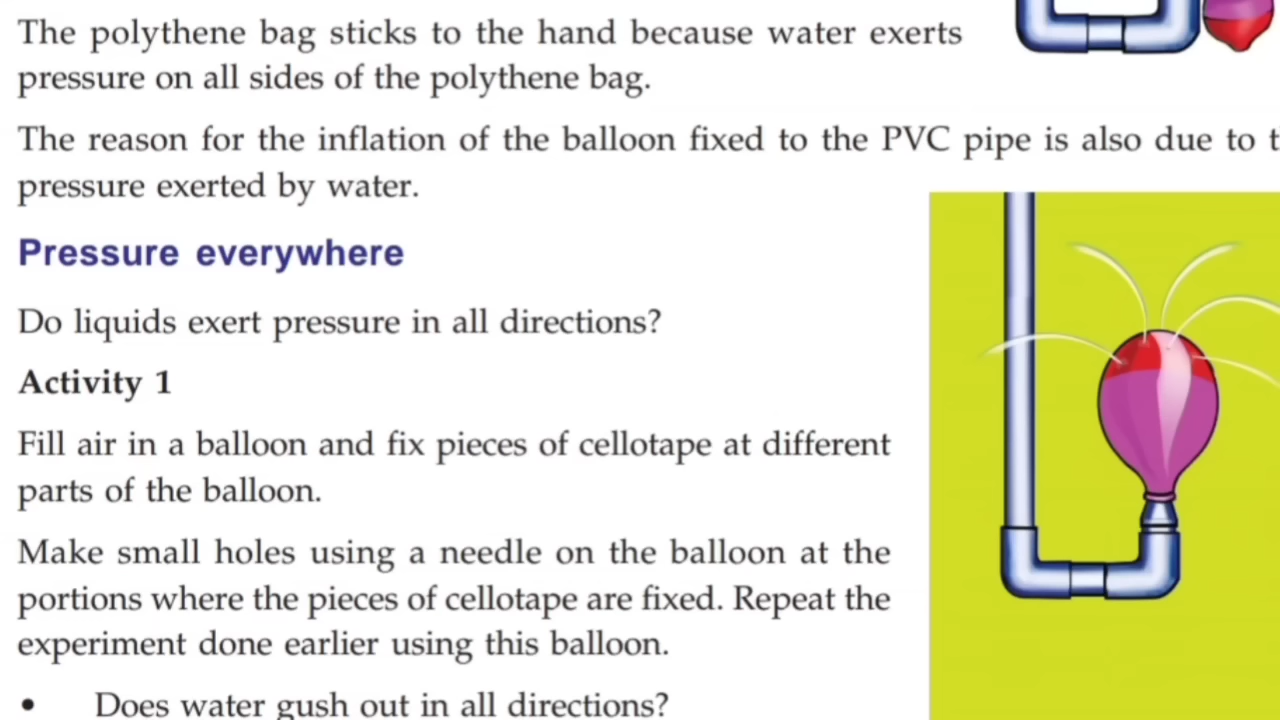 The polythene bag sticks to the hand because water exerts
pressure on all sides of the polythene bag.
The reason for the inflation of the balloon fixed to the PVC pipe is also due to t
pressure exerted by water.
Pressure everywhere
Do liquids exert pressure in all directions?
Activity 1
Fill air in a balloon and fix pieces of cellotape at different
parts of the balloon.
Make small holes using a needle on the balloon at the
portions where the pieces of cellotape are fixed. Repeat the
experiment done earlier using this balloon.
• Does water gush out in all directions?